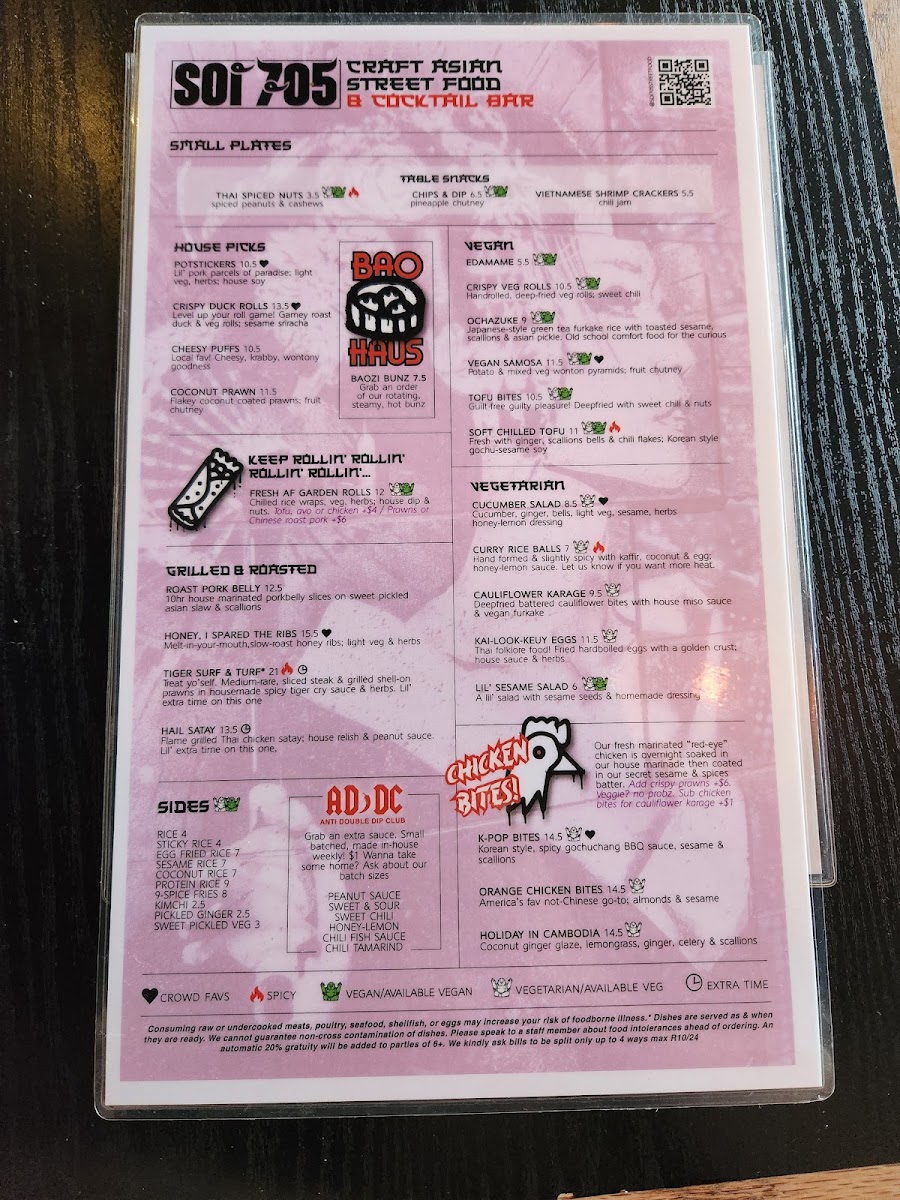 SOi 705
CRAFT ASIAN
STREET FOOD
& COCKTAIL BAR
SMALL PLATES
TABLE SNACKS
THAI SPICED NUTS 3.5
spiced peanuts & cashews
CHIPS & DIP 6.5
pineapple chutney
VIETNAMESE SHRIMP CRACKERS 5.5
chili jam
HOUSE PICKS
POTSTICKERS 10.5
Lil' pork parcels of paradise; light
veg, herbs; house soy
CRISPY DUCK ROLLS 13.5
Level up your roll game! Gamey roast
duck & veg rolls; sesame sriracha
CHEESY PUFFS 10.5
Local fav! Cheesy, krabby, wontony
goodness
COCONUT PRAWN 11.5
Flakey coconut coated prawns; fruit
chutney
BAO
HAUS
BAOZI BUNZ 7.5
Grab an order
of our rotating,
steamy, hot bunz
KEEP ROLLIN' ROLLIN'
ROLLIN' ROLLIN'...
FRESH AF GARDEN ROLLS 12
Chilled rice wraps, veg, herbs; house dip &
nuts. Tofu, avo or chicken +$4 / Prawns or
Chinese roast pork +$6
GRILLED & ROASTED
ROAST PORK BELLY 12.5
10hr house marinated porkbelly slices on sweet pickled
asian slaw & scallions
HONEY, I SPARED THE RIBS 15.5
Melt-in-your-mouth,slow-roast honey ribs; light veg & herbs
TIGER SURF & TURF* 21
Treat yo'self. Medium-rare, sliced steak & grilled shell-on
prawns in housemade spicy tiger cry sauce & herbs. Lil'
extra time on this one
HAIL SATAY 13.5
Flame grilled Thai chicken satay; house relish & peanut sauce.
Lil' extra time on this one.
SIDES
RICE 4
STICKY RICE 4
EGG FRIED RICE 7
SESAME RICE 7
COCONUT RICE 7
PROTEIN RICE 9
9-SPICE FRIES 8
KIMCHI 2.5
PICKLED GINGER 2.5
SWEET PICKLED VEG 3
AD DC
ANTI DOUBLE DIP CLUB
Grab an extra sauce. Small
batched, made in-house
weekly! $1 Wanna take
some home? Ask about our
batch sizes
PEANUT SAUCE
SWEET & SOUR
SWEET CHILI
HONEY-LEMON
CHILI FISH SAUCE
CHILI TAMARIND
VEGAN
EDAMAME 5.5
CRISPY VEG ROLLS 10.5
Handrolled, deep-fried veg rolls; sweet chili
OCHAZUKE 9
Japanese-style green tea furkake rice with toasted sesame,
scallions & asian pickle. Old school comfort food for the curious
VEGAN SAMOSA 11.5
Potato & mixed veg wonton pyramids; fruit chutney
TOFU BITES 10.5
Guilt-free guilty pleasure! Deepfried with sweet chili & nuts
SOFT CHILLED TOFU 11
Fresh with ginger, scallions bells & chili flakes; Korean style
gochu-sesame soy
VEGETARIAN
CUCUMBER SALAD 8.5
Cucumber, ginger, bells, light veg, sesame, herbs
honey-lemon dressing
CURRY RICE BALLS 7
Hand formed & slightly spicy with kaffir, coconut & egg;
honey-lemon sauce. Let us know if you want more heat.
CAULIFLOWER KARAGE 9.5
Deepfried battered cauliflower bites with house miso sauce
& vegan furkake
KAI-LOOK-KEUY EGGS 11.5
Thai folklore food! Fried hardboiled eggs with a golden crust;
house sauce & herbs
LIL' SESAME SALAD 6
A lil' salad with sesame seeds & homemade dressing
CHICKEN
BITES!
Our fresh marinated "red-eye"
chicken is overnight soaked in
our house marinade then coated
in our secret sesame & spices
batter. Add crispy prawns +$6.
Veggie? no probz. Sub chicken
bites for cauliflower karage +$1
K-POP BITES 14.5
Korean style, spicy gochuchang BBQ sauce, sesame &
scallions
ORANGE CHICKEN BITES 14.5
America's fav not-Chinese go-to; almonds & sesame
HOLIDAY IN CAMBODIA 14.5
Coconut ginger glaze, lemongrass, ginger, celery & scallions
CROWD FAVS
SPICY
VEGAN/AVAILABLE VEGAN
VEGETARIAN/AVAILABLE VEG
EXTRA TIME
Consuming raw or undercooked meats, poultry, seafood, shellfish, or eggs may increase your risk of foodborne illness.* Dishes are served as & when
they are ready. We cannot guarantee non-cross contamination of dishes. Please speak to a staff member about food intolerances ahead of ordering. An
automatic 20% gratuity will be added to parties of 6+. We kindly ask bills to be split only up to 4 ways max R10/24